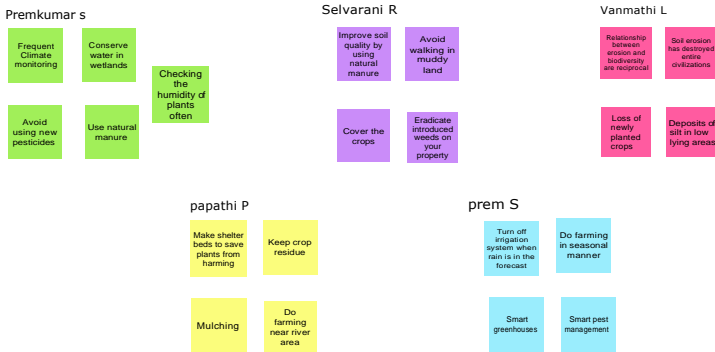 Premkumar s
Frequent
Climate
monitoring
Conserve
water in
wetlands
Checking
the
humidity of
plants
often
Avoid
using new
pesticides
Use natural
manure
Selvarani R
Improve soil
quality by
using
natural
manure
Avoid
walking in
muddy
land
Cover the
crops
Eradicate
introduced
weeds on
your
property
Vanmathi L
Relationship
between
erosion and
biodiversity
are reciprocal
Soil erosion
has destroyed
entire
civilizations
Loss of
newly
planted
crops
Deposits of
silt in low
lying areas
papathi P
Make shelter
beds to save
plants from
harming
Keep crop
residue
Mulching
Do
farming
near river
area
prem S
Turn off
irrigation
system when
rain is in the
forecast
Do farming
in seasonal
manner
Smart
greenhouses
Smart pest
management